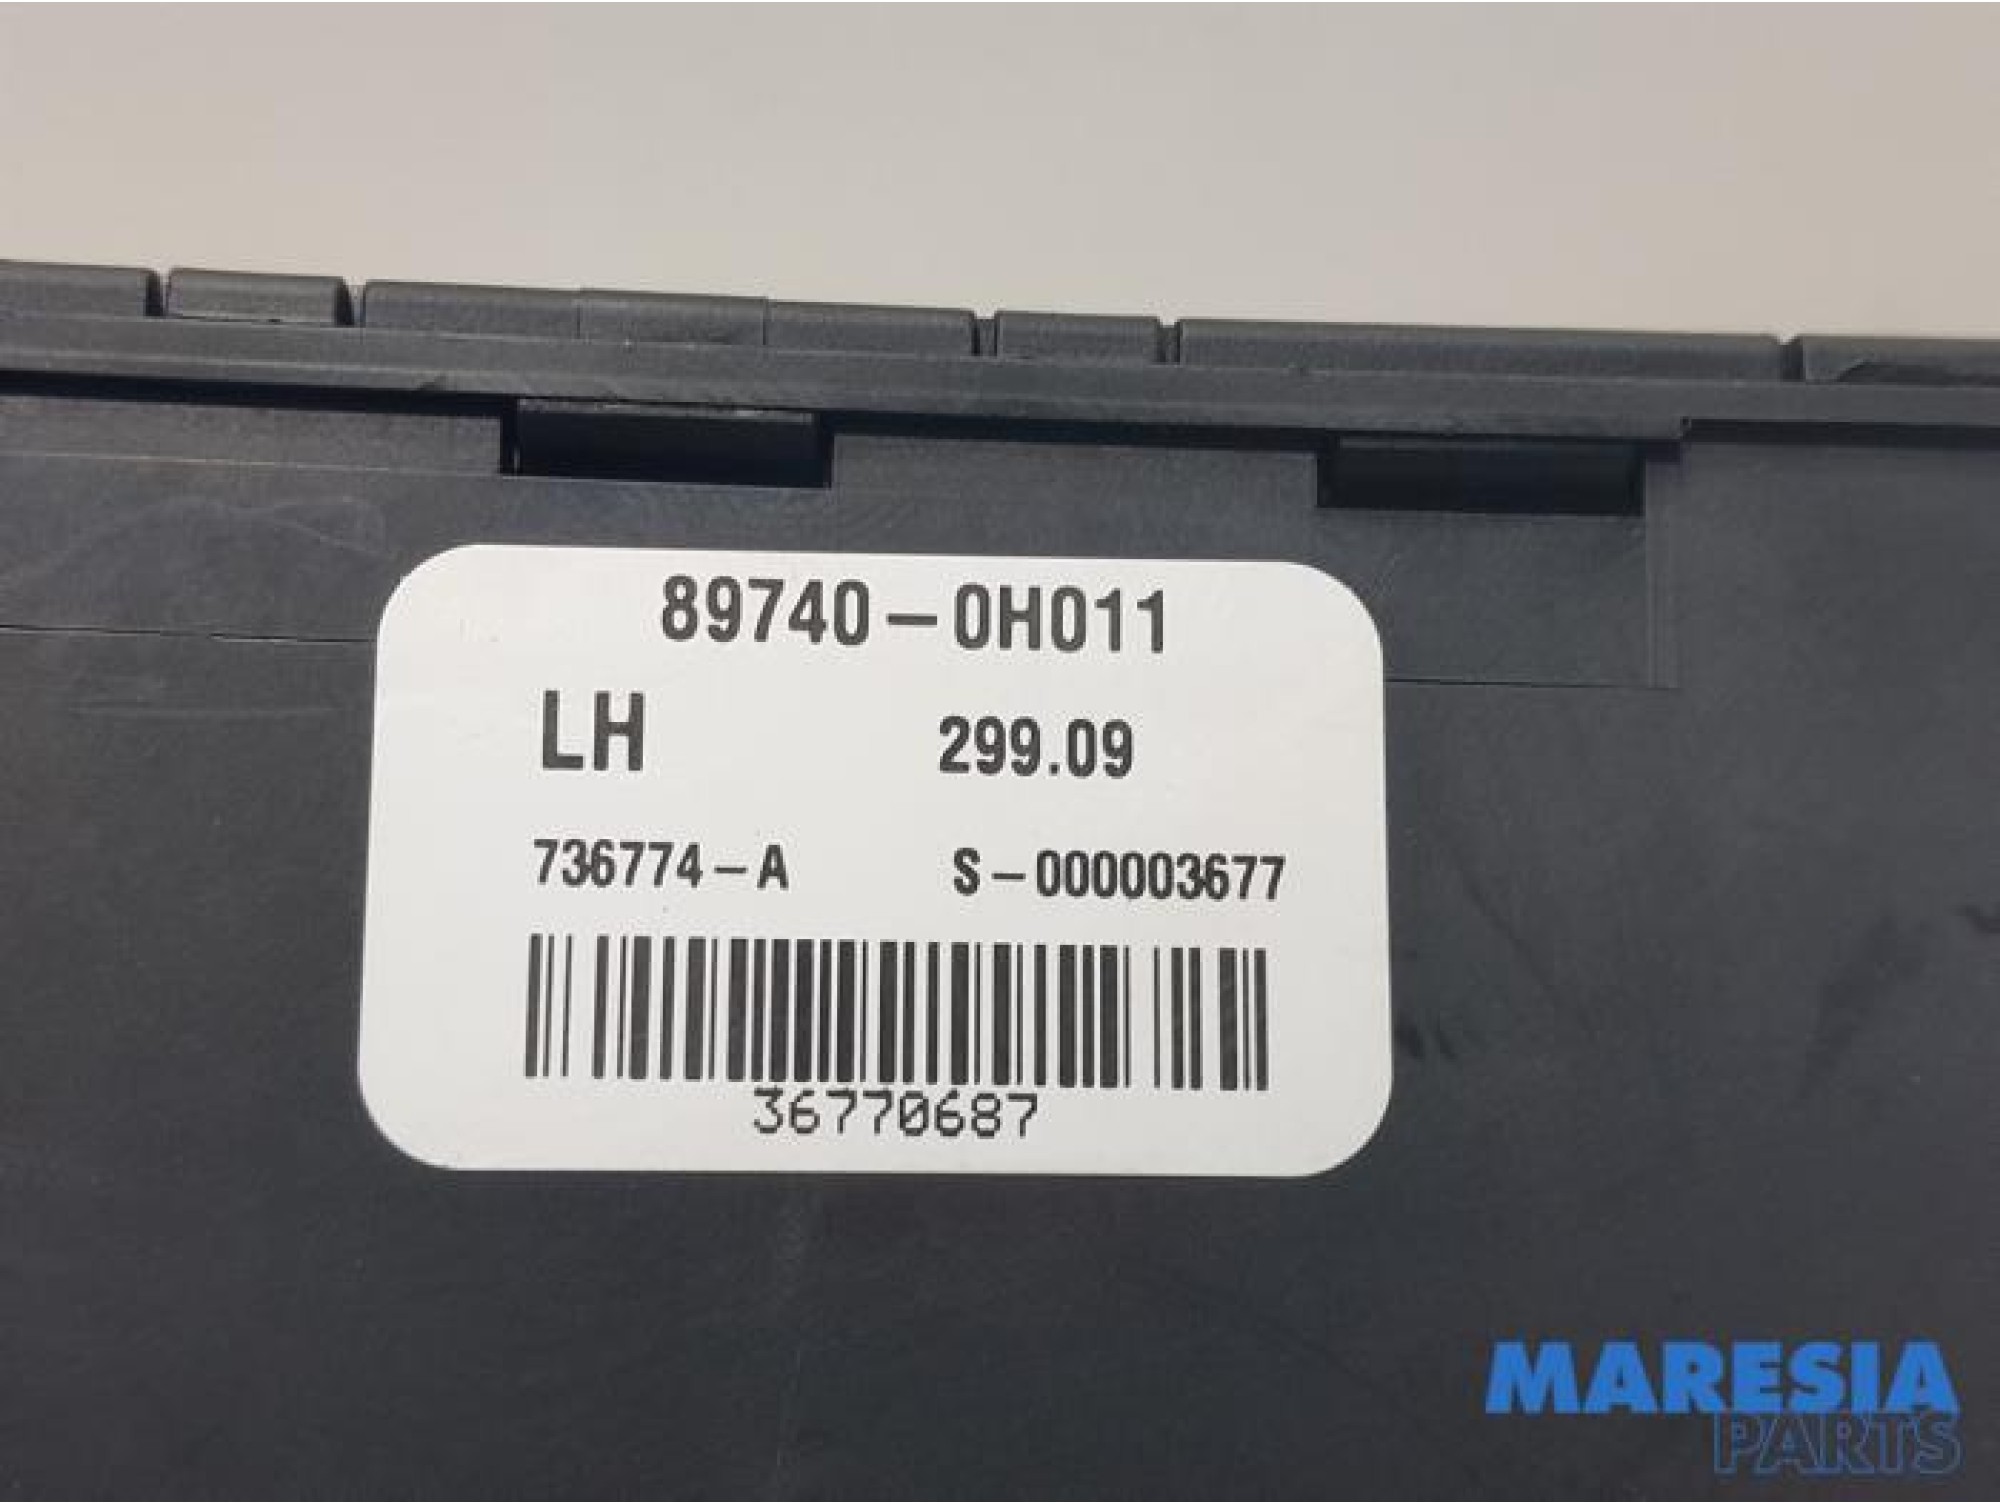 89740-0H011
LH 299.09
736774-A S-000003677
36770687
MARESIA
PARTS